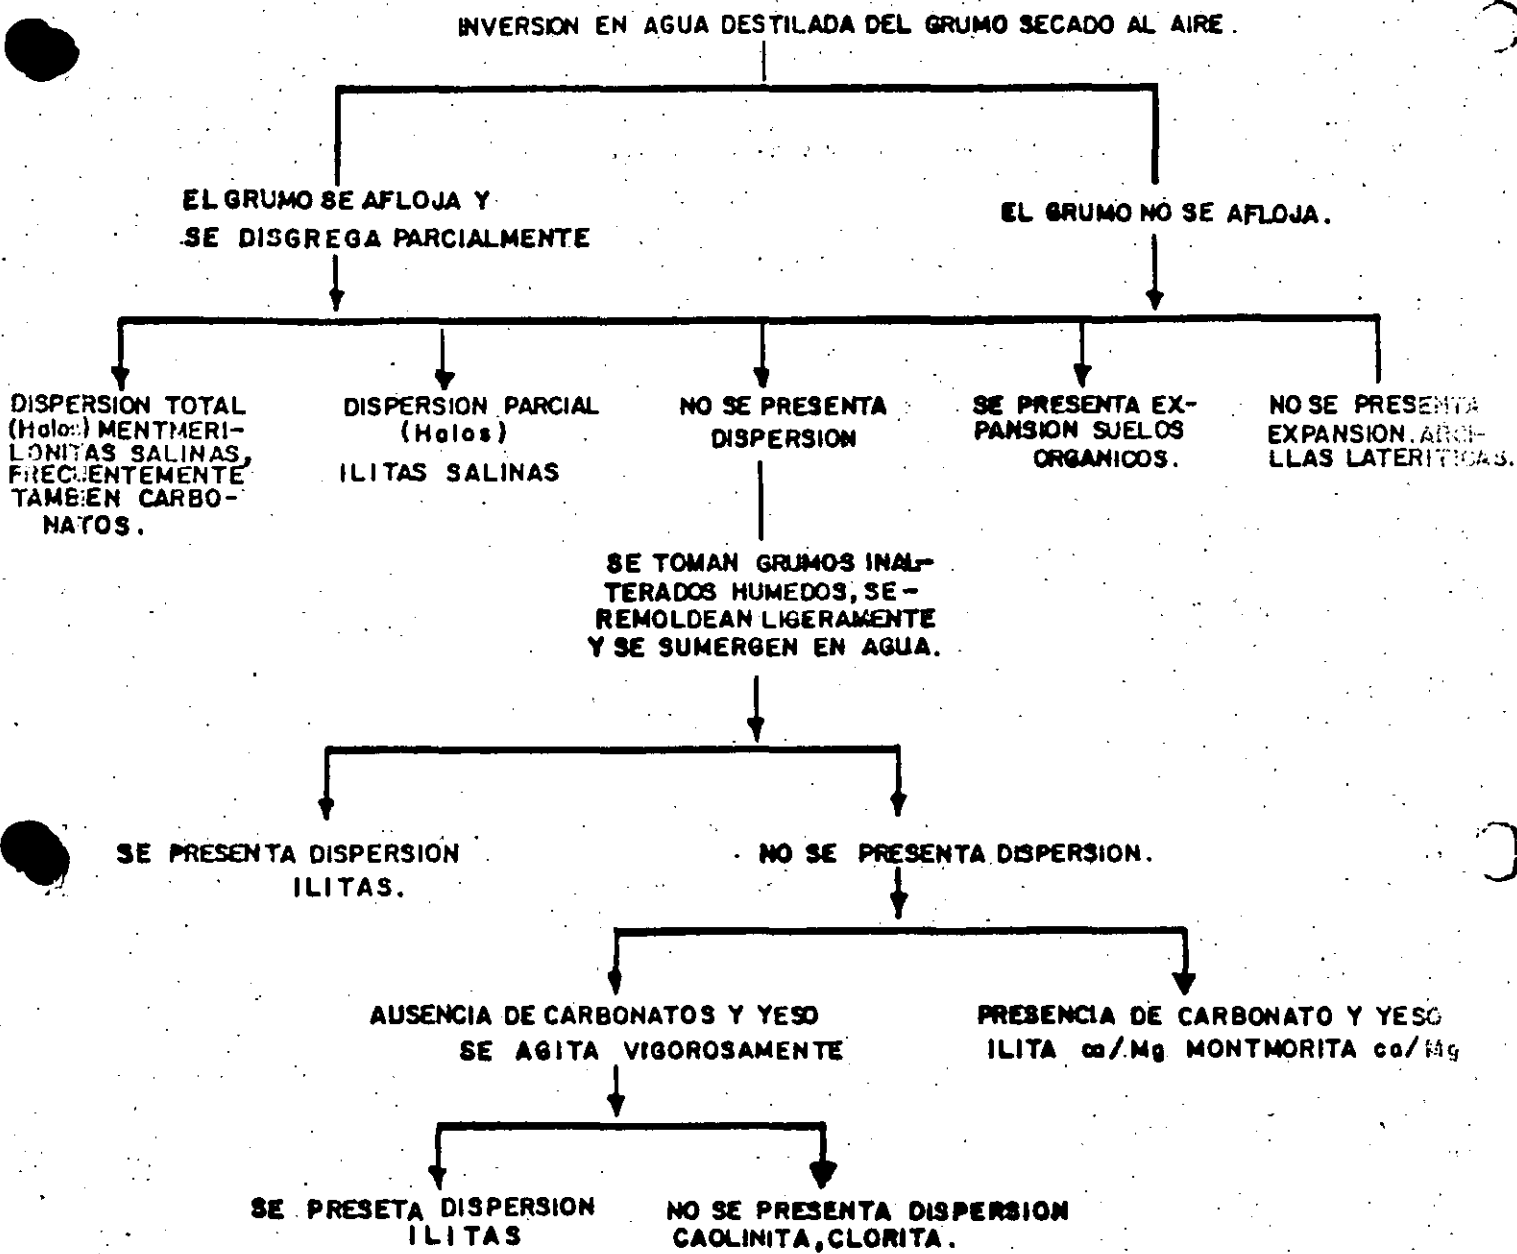 INVERSION EN AGUA DESTILADA DEL GRUMO SECADO AL AIRE.
EL GRUMO SE AFLOJA Y
SE DISGREGA PARCIALMENTE
EL GRUMO NO SE AFLOJA.
DISPERSION TOTAL
(Halos) MENTMERI-
LONITAS SALINAS,
FRECUENTEMENTE
TAMBIEN CARBO-
NATOS.
DISPERSION PARCIAL
(Halos)
ILITAS SALINAS
NO SE PRESENTA
DISPERSION
SE PRESENTA EX-
PANSION SUELOS
ORGANICOS.
NO SE PRESENTA
EXPANSION. ARCI-
LLAS LATERITICAS.
SE TOMAN GRUMOS INAL-
TERADOS HUMEDOS, SE-
REMOLDEAN LIGERAMENTE
Y SE SUMERGEN EN AGUA.
SE PRESENTA DISPERSION
ILITAS.
NO SE PRESENTA DISPERSION.
AUSENCIA DE CARBONATOS Y YESO
SE AGITA VIGOROSAMENTE
PRESENCIA DE CARBONATO Y YESO
ILITA ca/Mg MONTMORITA ca/Mg
SE PRESETA DISPERSION
ILITAS
NO SE PRESENTA DISPERSION
CAOLINITA, CLORITA.